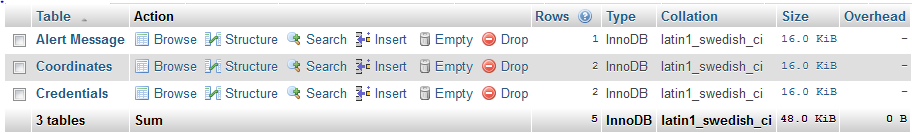 Table Action Rows Type Collation Size Overhead
Alert Message Browse Structure Search Insert Empty Drop 1 InnoDB latin1_swedish_ci 16.0 KiB -
Coordinates Browse Structure Search Insert Empty Drop 2 InnoDB latin1_swedish_ci 16.0 KiB -
Credentials Browse Structure Search Insert Empty Drop 2 InnoDB latin1_swedish_ci 16.0 KiB -
3 tables Sum 5 InnoDB latin1_swedish_ci 48.0 KiB 0 B